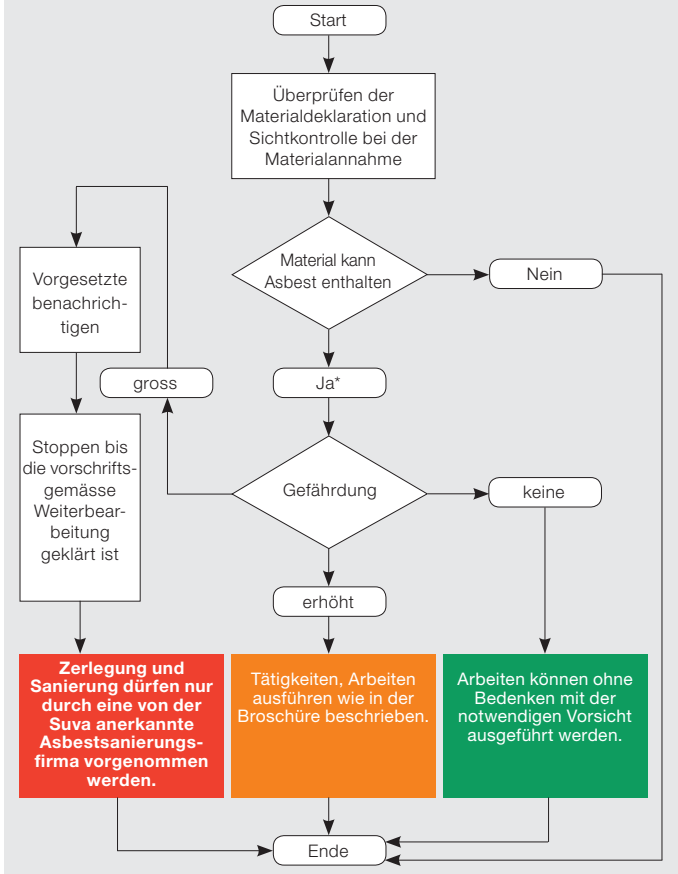 Start
Überprüfen der
Materialdeklaration und
Sichtkontrolle bei der
Materialannahme
Material kann
Asbest enthalten
Nein
Vorgesetzte
benachrich-
tigen
gross
Ja*
Stoppen bis
die vorschrifts-
gemässe
Weiterbear-
beitung
geklärt ist
Gefährdung
keine
erhöht
Zerlegung und
Sanierung dürfen nur
durch eine von der
Suva anerkannte
Asbestsanierungs-
firma vorgenommen
werden.
Tätigkeiten, Arbeiten
ausführen wie in der
Broschüre beschrieben.
Arbeiten können ohne
Bedenken mit der
notwendigen Vorsicht
ausgeführt werden.
Ende